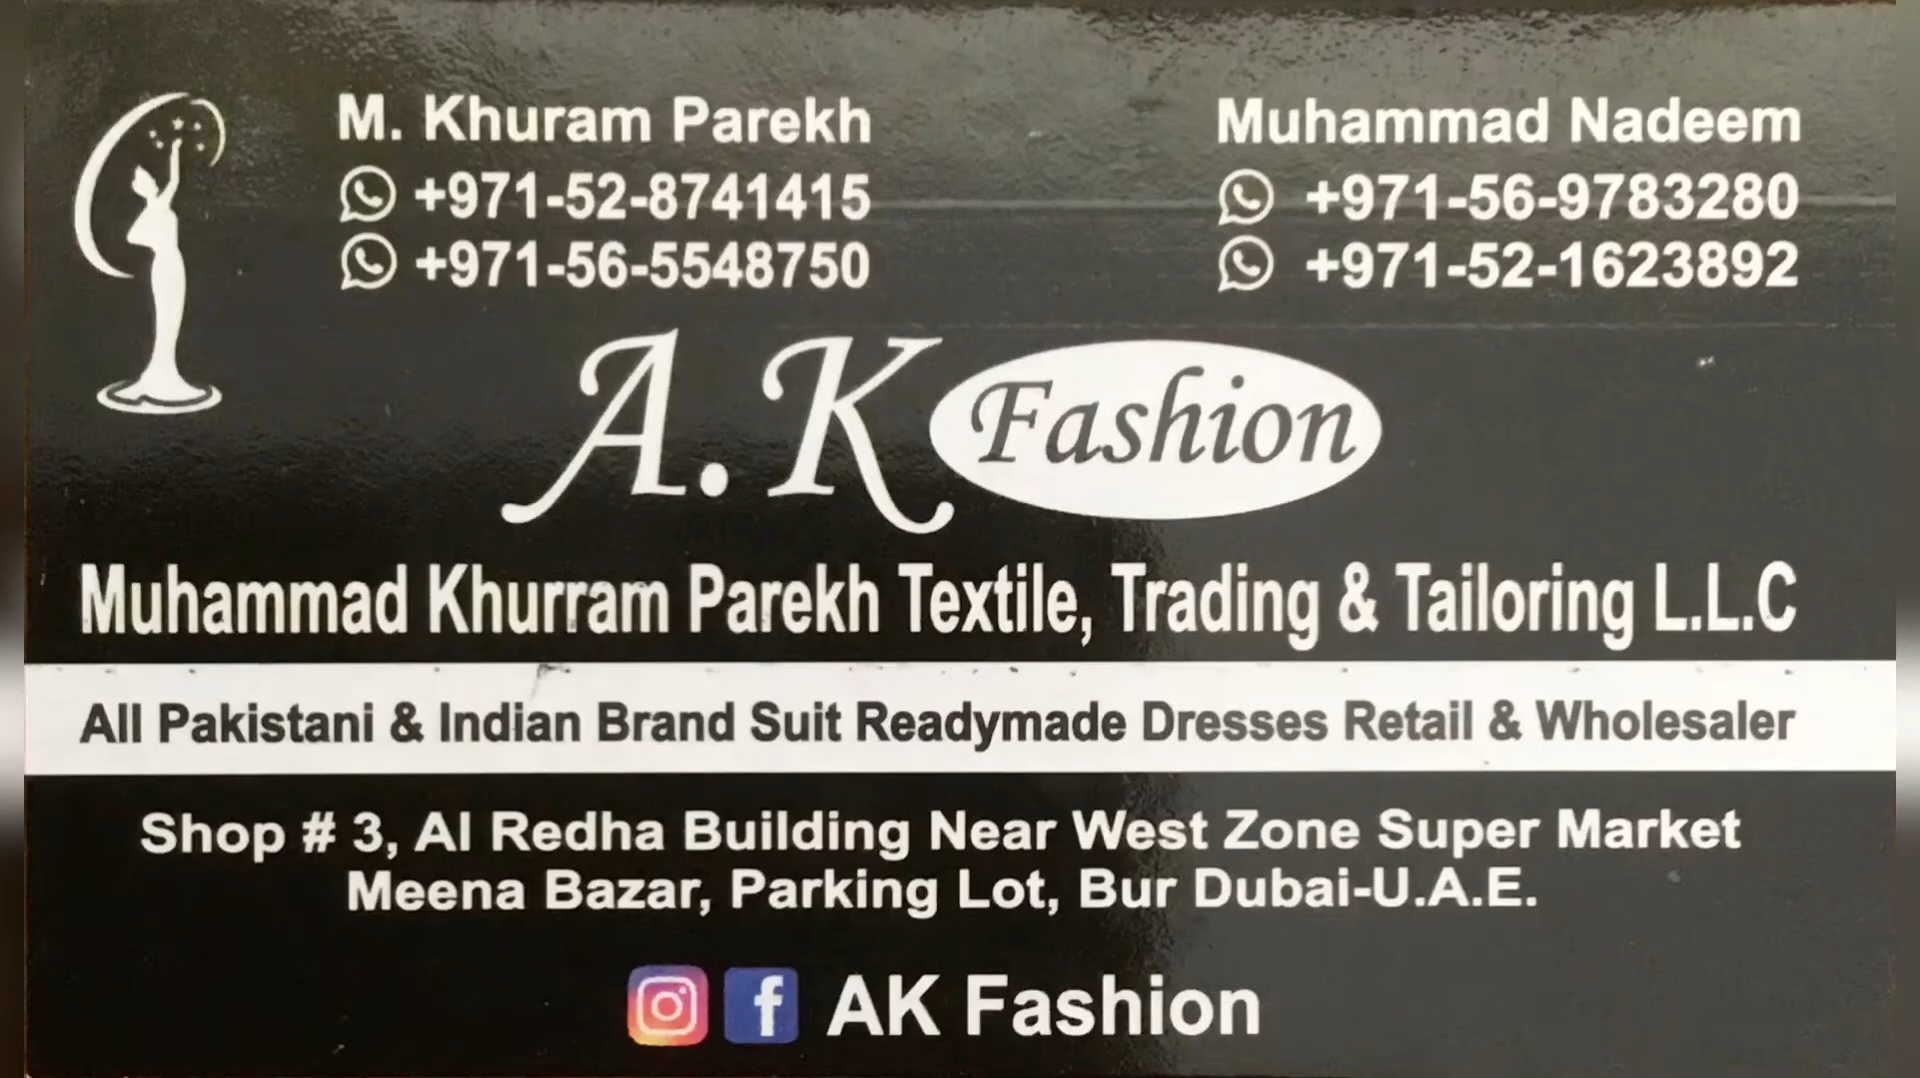 M. Khuram Parekh
+971-52-8741415
+971-56-5548750
Muhammad Nadeem
+971-56-9783280
+971-52-1623892
A.K Fashion
Muhammad Khurram Parekh Textile, Trading & Tailoring L.L.C
All Pakistani & Indian Brand Suit Readymade Dresses Retail & Wholesaler
Shop # 3, Al Redha Building Near West Zone Super Market
Meena Bazar, Parking Lot, Bur Dubai-U.A.E.
AK Fashion